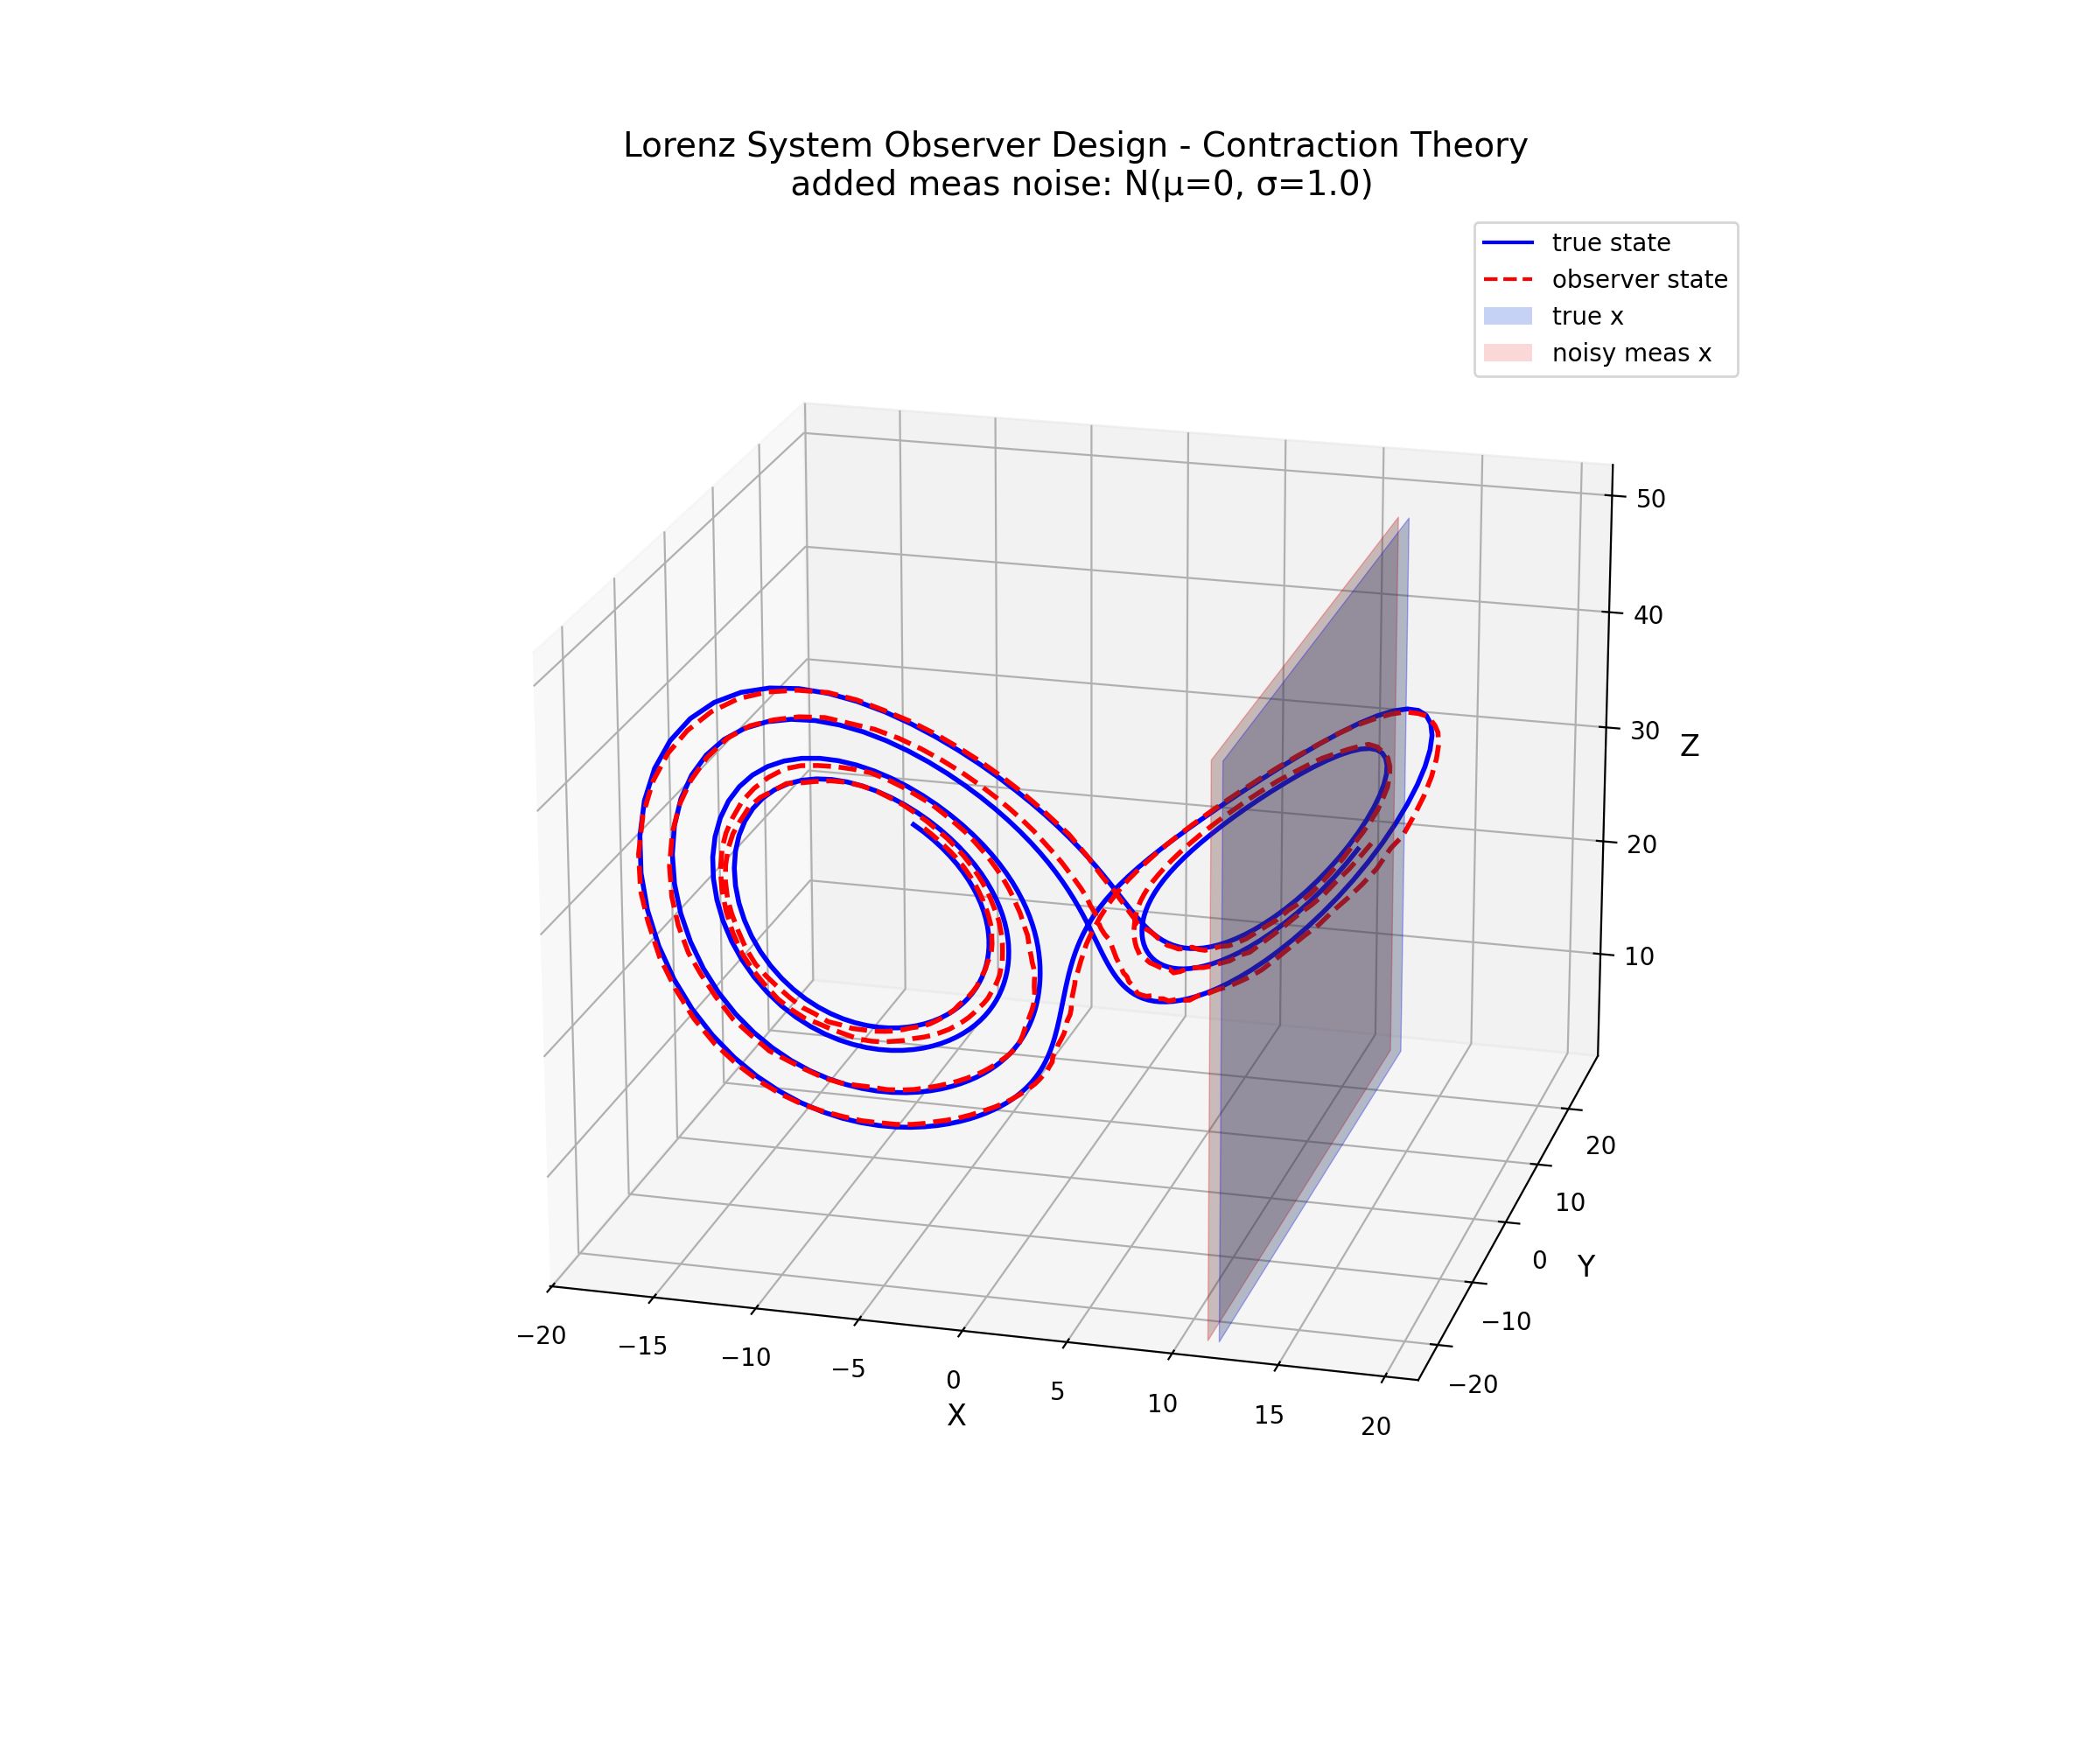 Lorenz System Observer Design - Contraction Theory
added meas noise: N(μ=0, σ=1.0)
true state
observer state
true x
noisy meas x
50
40
30
Z
20
10
20
10
0
Y
−10
−20
−20
−15
−10
−5
0
5
10
15
20
X